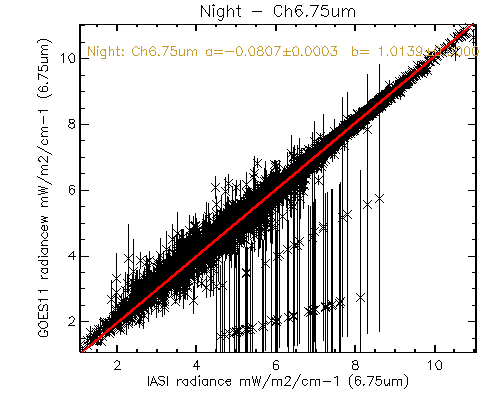 Night - Ch6.75um
Night: Ch6.75um a=-0.0807±0.0003 b= 1.0139±
10
8
6
4
2
GOES11 radiancew mW/m2/cm-1 (6.75um)
2 4 6 8 10
IASI radiance mW/m2/cm-1 (6.75um)